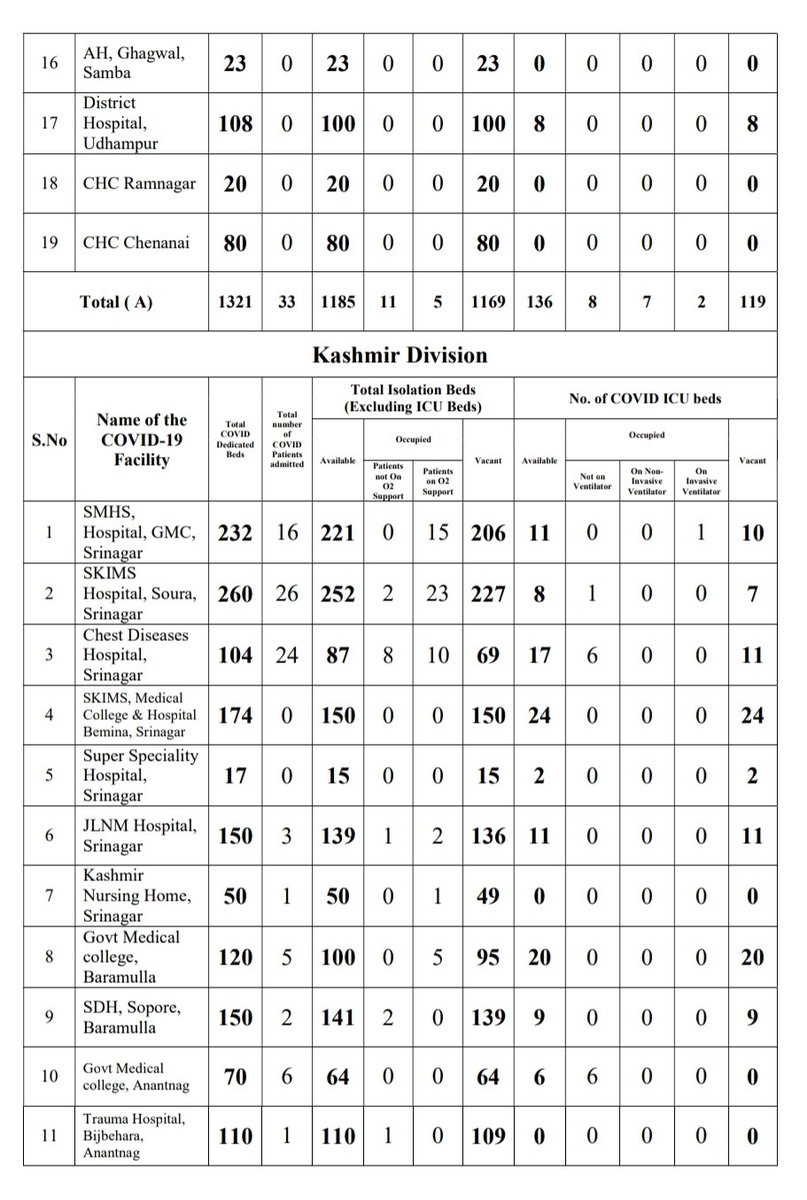 16 AH, Ghagwal, Samba 23 0 23 0 0 23 0 0 0 0 0
17 District Hospital, Udhampur 108 0 100 0 0 100 8 0 0 0 8
18 CHC Ramnagar 20 0 20 0 0 20 0 0 0 0 0
19 CHC Chenanai 80 0 80 0 0 80 0 0 0 0 0
Total ( A) 1321 33 1185 11 5 1169 136 8 7 2 119
Kashmir Division
S.No
Name of the COVID-19 Facility
Total COVID Dedicated Beds
Total number of COVID Patients admitted
Total Isolation Beds (Excluding ICU Beds)
Available
Occupied
Patients not On O2 Support
Patients on O2 Support
Vacant
No. of COVID ICU beds
Available
Occupied
Not on Ventilator
On Non-Invasive Ventilator
On Invasive Ventilator
Vacant
1 SMHS, Hospital, GMC, Srinagar 232 16 221 0 15 206 11 0 0 1 10
2 SKIMS Hospital, Soura, Srinagar 260 26 252 2 23 227 8 1 0 0 7
3 Chest Diseases Hospital, Srinagar 104 24 87 8 10 69 17 6 0 0 11
4 SKIMS, Medical College & Hospital Bemina, Srinagar 174 0 150 0 0 150 24 0 0 0 24
5 Super Speciality Hospital, Srinagar 17 0 15 0 0 15 2 0 0 0 2
6 JLNM Hospital, Srinagar 150 3 139 1 2 136 11 0 0 0 11
7 Kashmir Nursing Home, Srinagar 50 1 50 0 1 49 0 0 0 0 0
8 Govt Medical college, Baramulla 120 5 100 0 5 95 20 0 0 0 20
9 SDH, Sopore, Baramulla 150 2 141 2 0 139 9 0 0 0 9
10 Govt Medical college, Anantnag 70 6 64 0 0 64 6 6 0 0 0
11 Trauma Hospital, Bijbehara, Anantnag 110 1 110 1 0 109 0 0 0 0 0